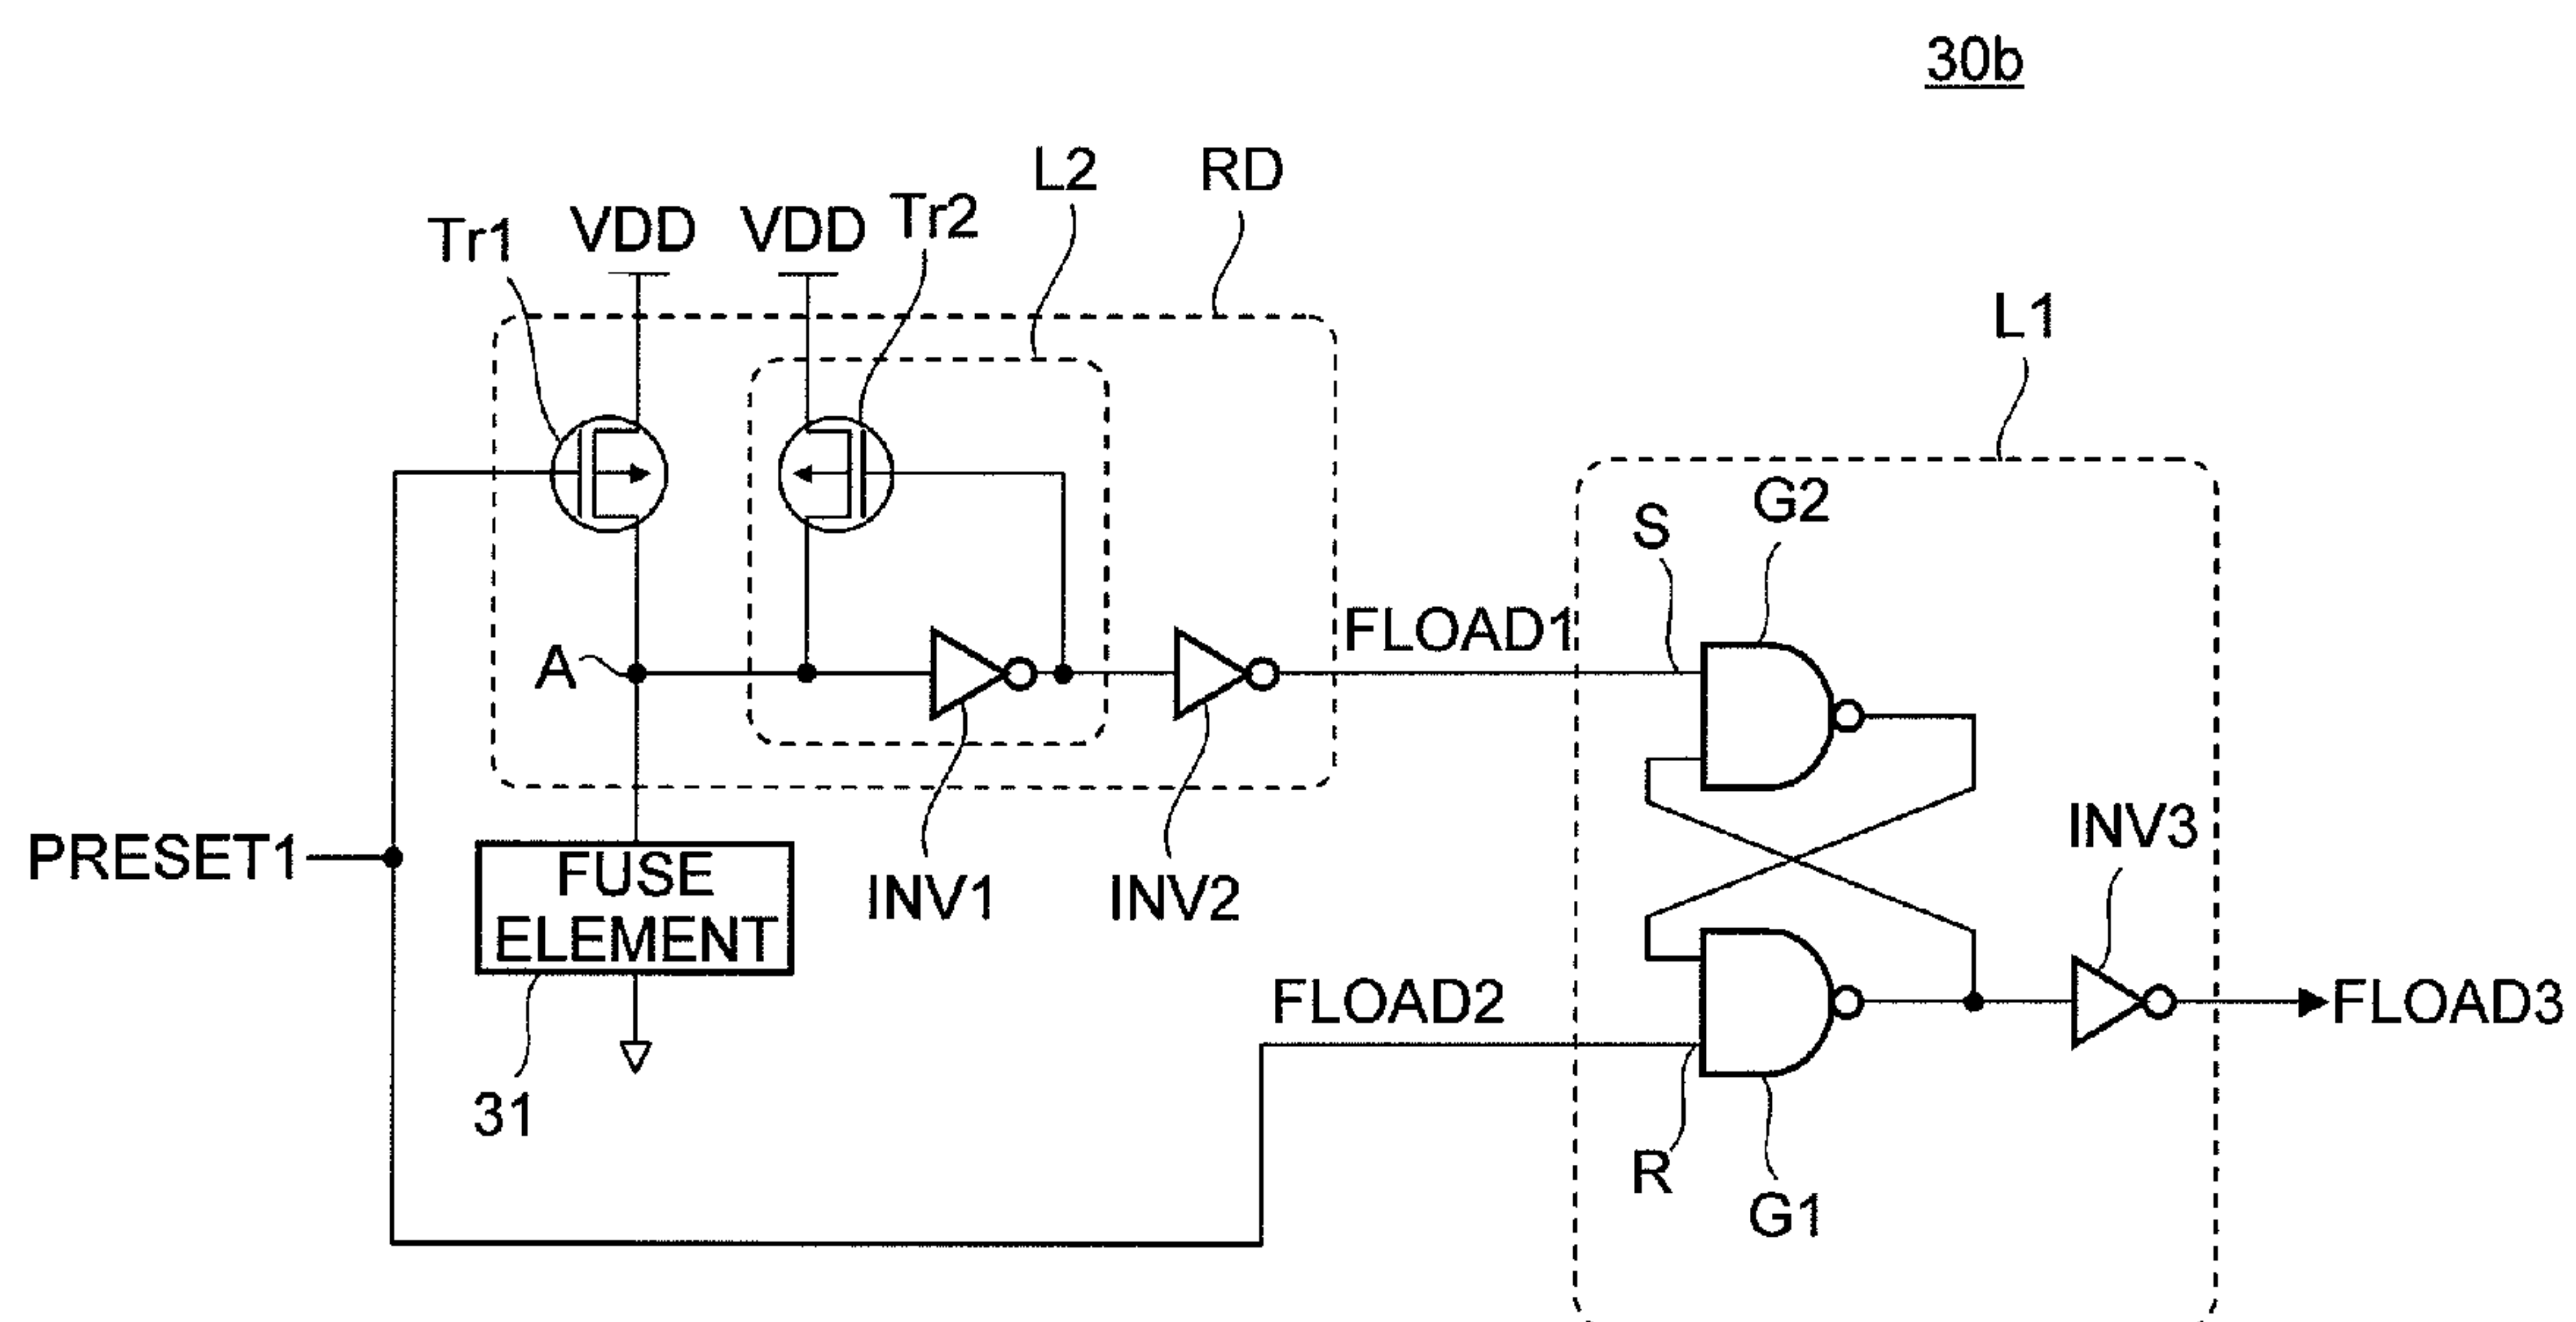 30b
L2
RD
Tr1
VDD
VDD
Tr2
L1
G2
S
FLOAD1
A
INV3
PRESET1
FUSE
ELEMENT
INV1
INV2
FLOAD2
FLOAD3
31
R
G1